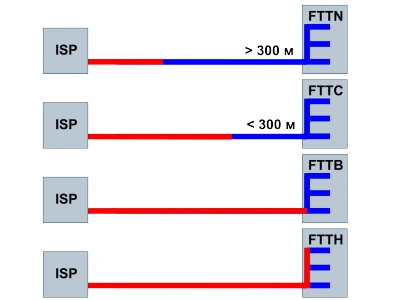 FTTN
ISP
> 300 м
FTTC
ISP
< 300 м
FTTB
ISP
FTTH
ISP